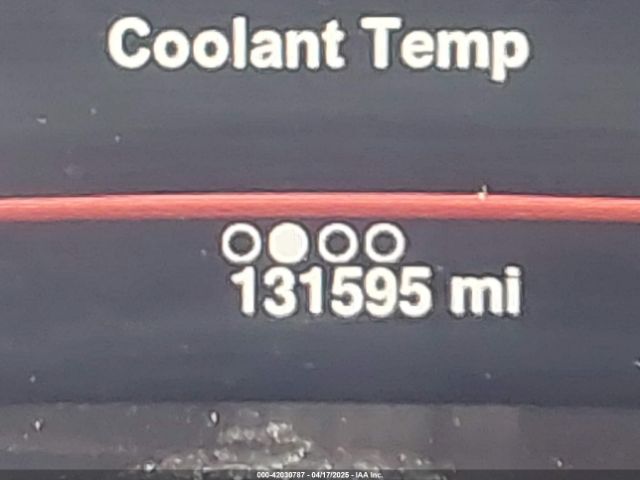 Coolant Temp
131595 mi
000-42030787 - 04/17/2025 - IAA Inc.